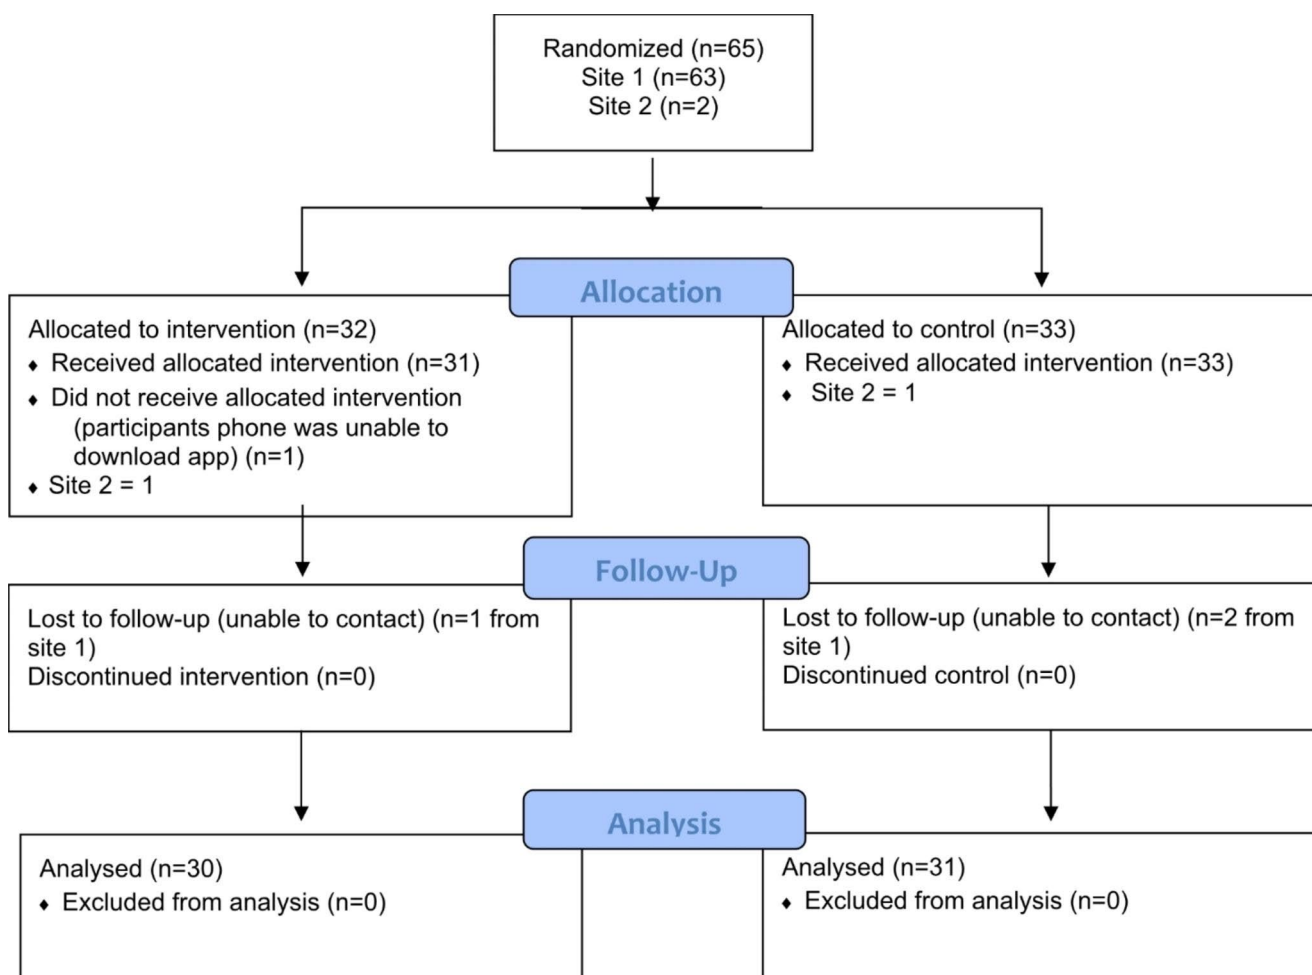 Randomized (n=65)
Site 1 (n=63)
Site 2 (n=2)
Allocation
Allocated to intervention (n=32)
♦ Received allocated intervention (n=31)
♦ Did not receive allocated intervention
(participants phone was unable to
download app) (n=1)
♦ Site 2 = 1
Allocated to control (n=33)
♦ Received allocated intervention (n=33)
♦ Site 2 = 1
Follow-Up
Lost to follow-up (unable to contact) (n=1 from
site 1)
Discontinued intervention (n=0)
Lost to follow-up (unable to contact) (n=2 from
site 1)
Discontinued control (n=0)
Analysis
Analysed (n=30)
♦ Excluded from analysis (n=0)
Analysed (n=31)
♦ Excluded from analysis (n=0)